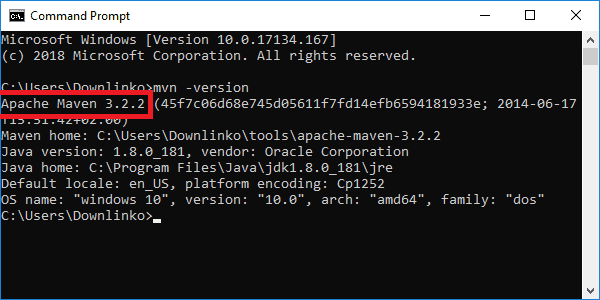 Command Prompt
Microsoft Windows [Version 10.0.17134.167]
(c) 2018 Microsoft Corporation. All rights reserved.
C:\Users\Downlinko>mvn -version
Apache Maven 3.2.2 (45f7c06d68e745d05611f7fd14efb6594181933e; 2014-06-17
T15:51:42+02:00)
Maven home: C:\Users\Downlinko\tools\apache-maven-3.2.2
Java version: 1.8.0_181, vendor: Oracle Corporation
Java home: C:\Program Files\Java\jdk1.8.0_181\jre
Default locale: en_US, platform encoding: Cp1252
OS name: "windows 10", version: "10.0", arch: "amd64", family: "dos"
C:\Users\Downlinko>